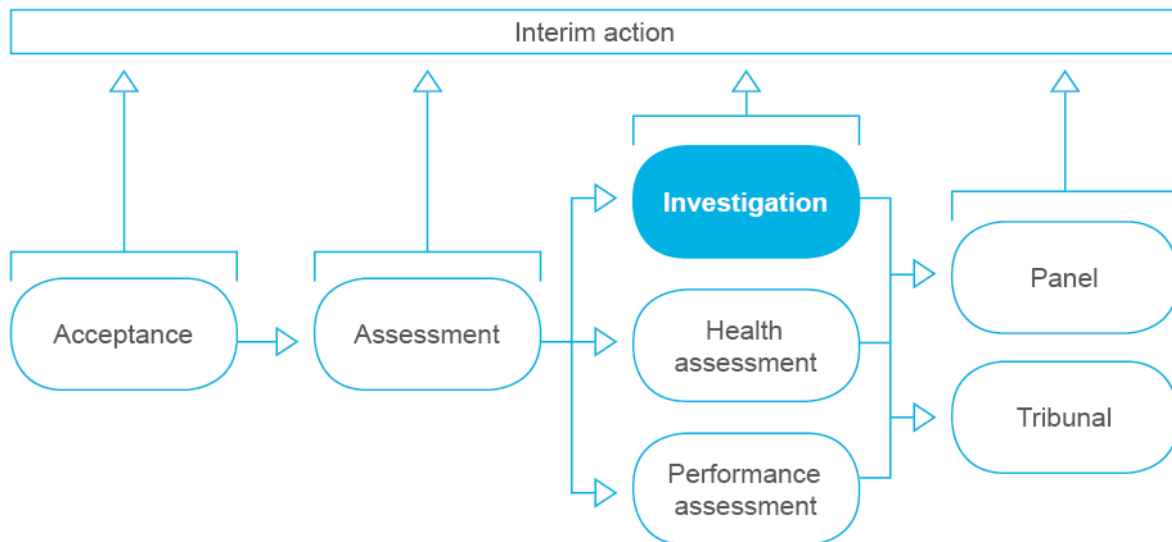 Interim action
Acceptance
Assessment
Investigation
Health
assessment
Performance
assessment
Panel
Tribunal